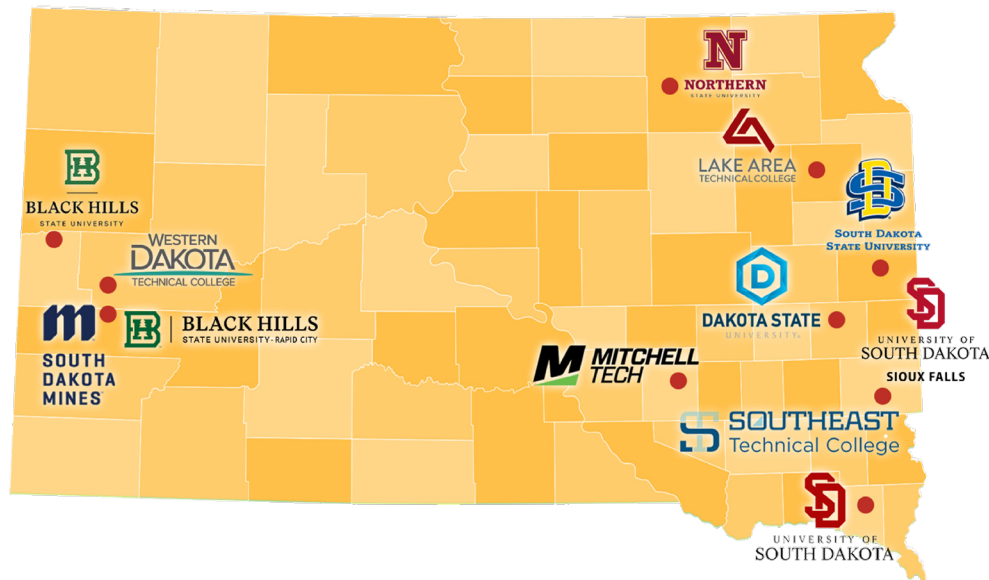 N
NORTHERN
STATE UNIVERSITY
LAKE AREA
TECHNICAL COLLEGE
SD
SOUTH DAKOTA
STATE UNIVERSITY
BH
BLACK HILLS
STATE UNIVERSITY
WESTERN
DAKOTA
TECHNICAL COLLEGE
M
SOUTH
DAKOTA
MINES
BH
BLACK HILLS
STATE UNIVERSITY-RAPID CITY
D
DAKOTA STATE
UNIVERSITY
SD
UNIVERSITY OF
SOUTH DAKOTA
SIOUX FALLS
M MITCHELL
TECH
ST SOUTHEAST
Technical College
SD
UNIVERSITY OF
SOUTH DAKOTA